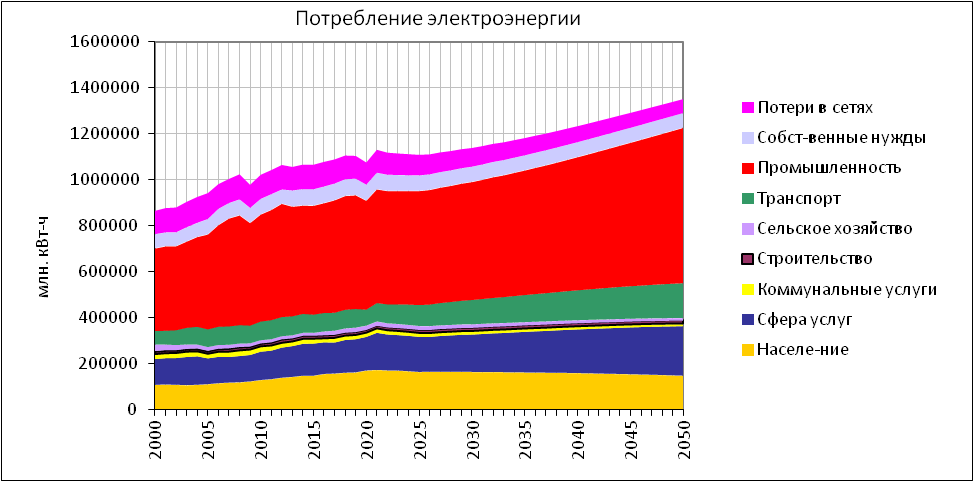 Потребление электроэнергии
1600000
1400000
1200000
1000000
800000
600000
400000
200000
0
млн. кВт-ч
2000
2005
2010
2015
2020
2025
2030
2035
2040
2045
2050
Потери в сетях
Собст-венные нужды
Промышленность
Транспорт
Сельское хозяйство
Строительство
Коммунальные услуги
Сфера услуг
Населе-ние